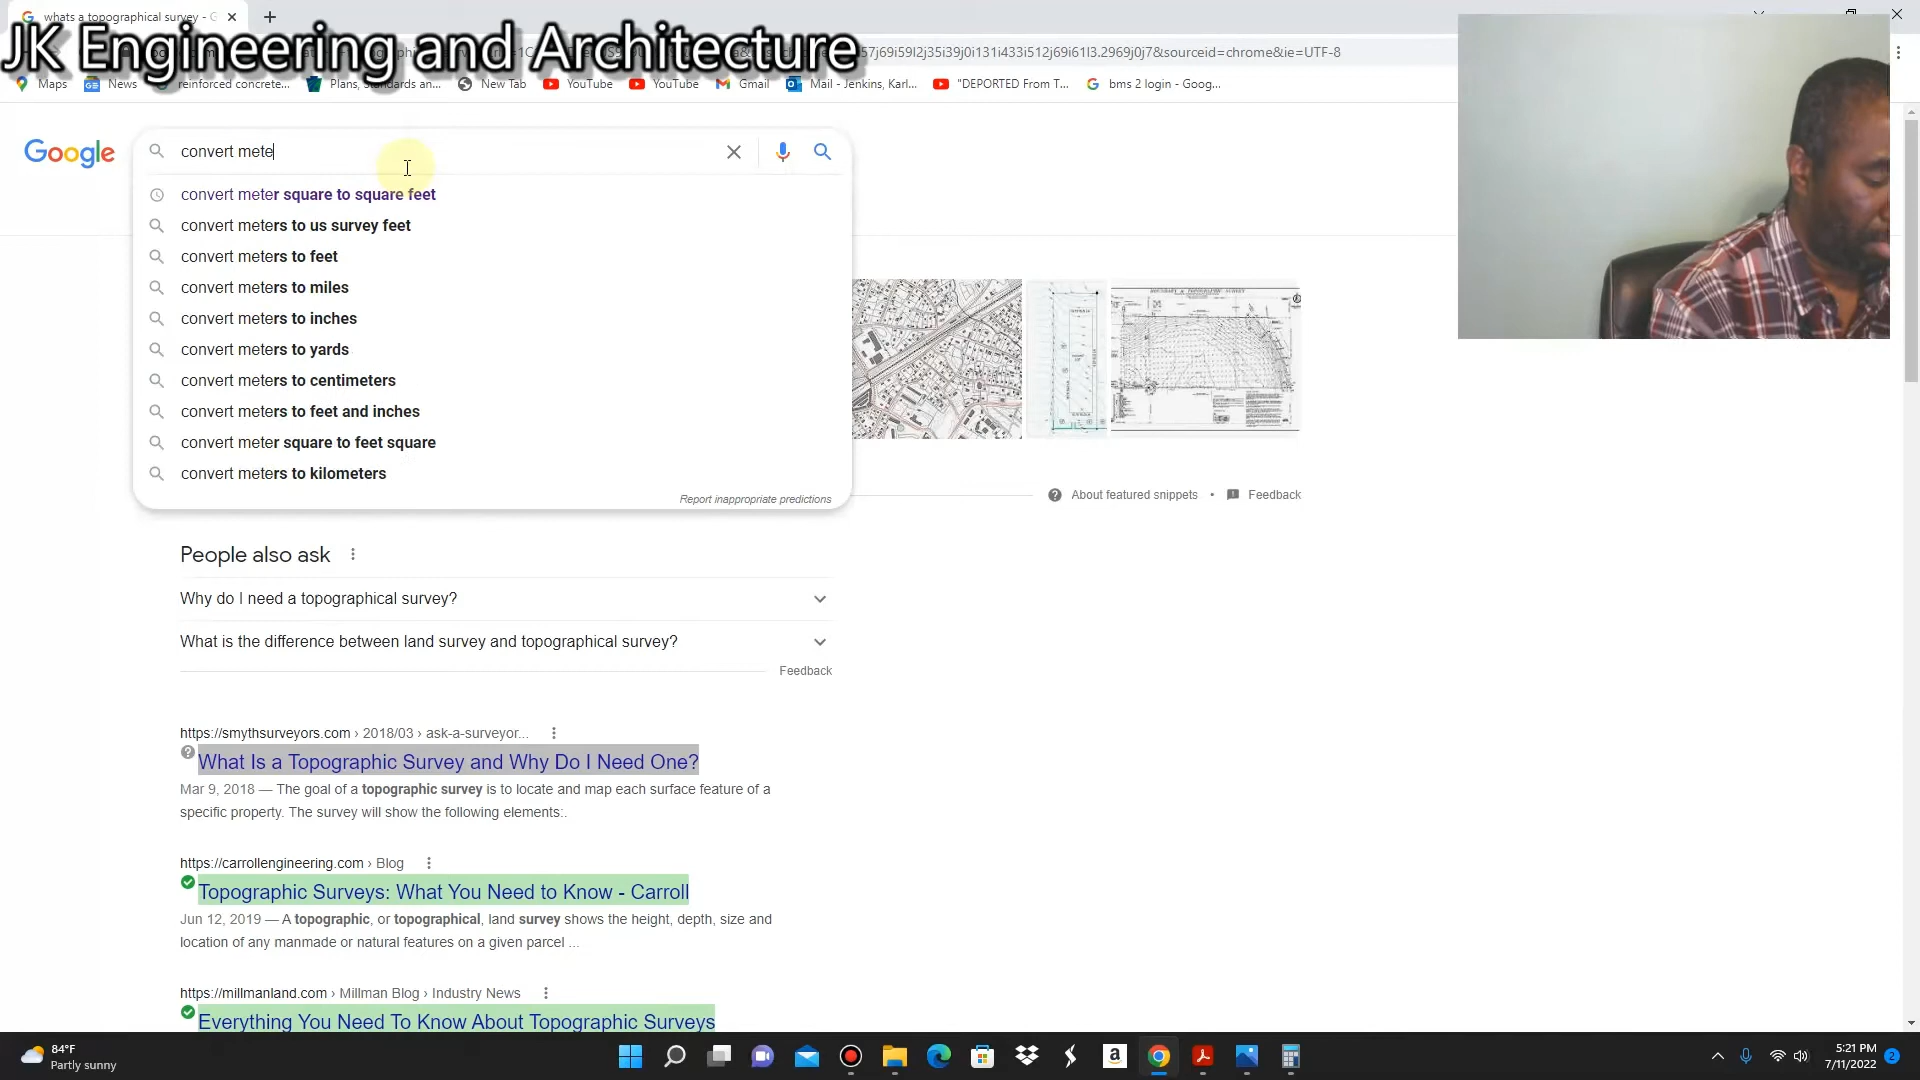 whats a topographical survey - G
JK Engineering and Architecture
57j69i59l2j35i39j0i131i433i512j69i61l3.2969j0j7&sourceid=chrome&ie=UTF-8
Maps
News
reinforced concrete...
Plans, Standards an...
New Tab
YouTube
YouTube
Gmail
Mail - Jenkins, Karl...
"DEPORTED From T...
bms 2 login - Goog...
Google
convert mete
convert meter square to square feet
convert meters to us survey feet
convert meters to feet
convert meters to miles
convert meters to inches
convert meters to yards
convert meters to centimeters
convert meters to feet and inches
convert meter square to feet square
convert meters to kilometers
Report inappropriate predictions
About featured snippets • Feedback
People also ask
Why do I need a topographical survey?
What is the difference between land survey and topographical survey?
Feedback
https://smythsurveyors.com › 2018/03 › ask-a-surveyor...
What Is a Topographic Survey and Why Do I Need One?
Mar 9, 2018 — The goal of a topographic survey is to locate and map each surface feature of a
specific property. The survey will show the following elements:.
https://carrollengineering.com › Blog
Topographic Surveys: What You Need to Know - Carroll
Jun 12, 2019 — A topographic, or topographical, land survey shows the height, depth, size and
location of any manmade or natural features on a given parcel ...
https://millmanland.com › Millman Blog › Industry News
Everything You Need To Know About Topographic Surveys
84°F
Partly sunny
5:21 PM
7/11/2022
2